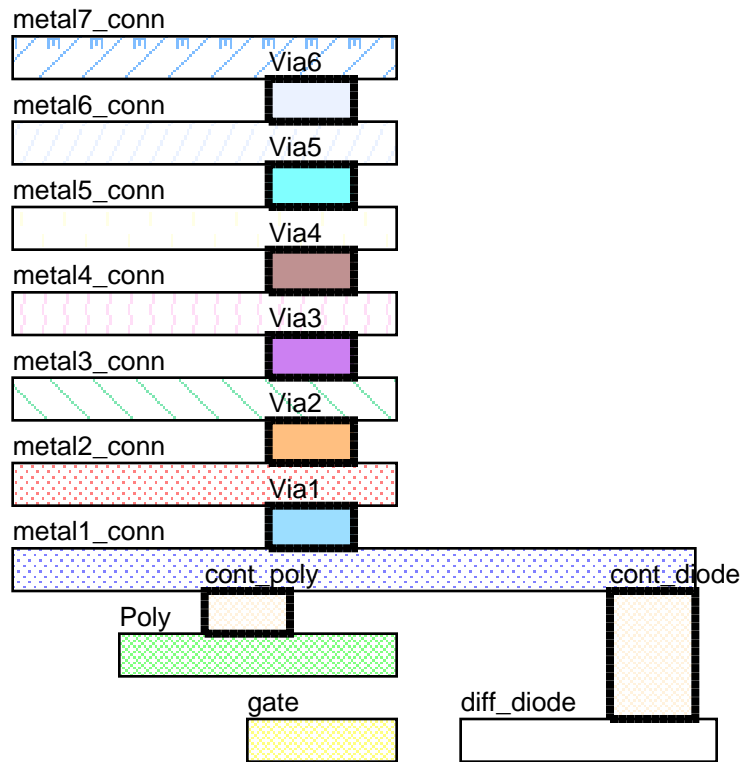 metal7_conn
Via6
metal6_conn
Via5
metal5_conn
Via4
metal4_conn
Via3
metal3_conn
Via2
metal2_conn
Via1
metal1_conn
cont_poly
cont_diode
Poly
gate
diff_diode